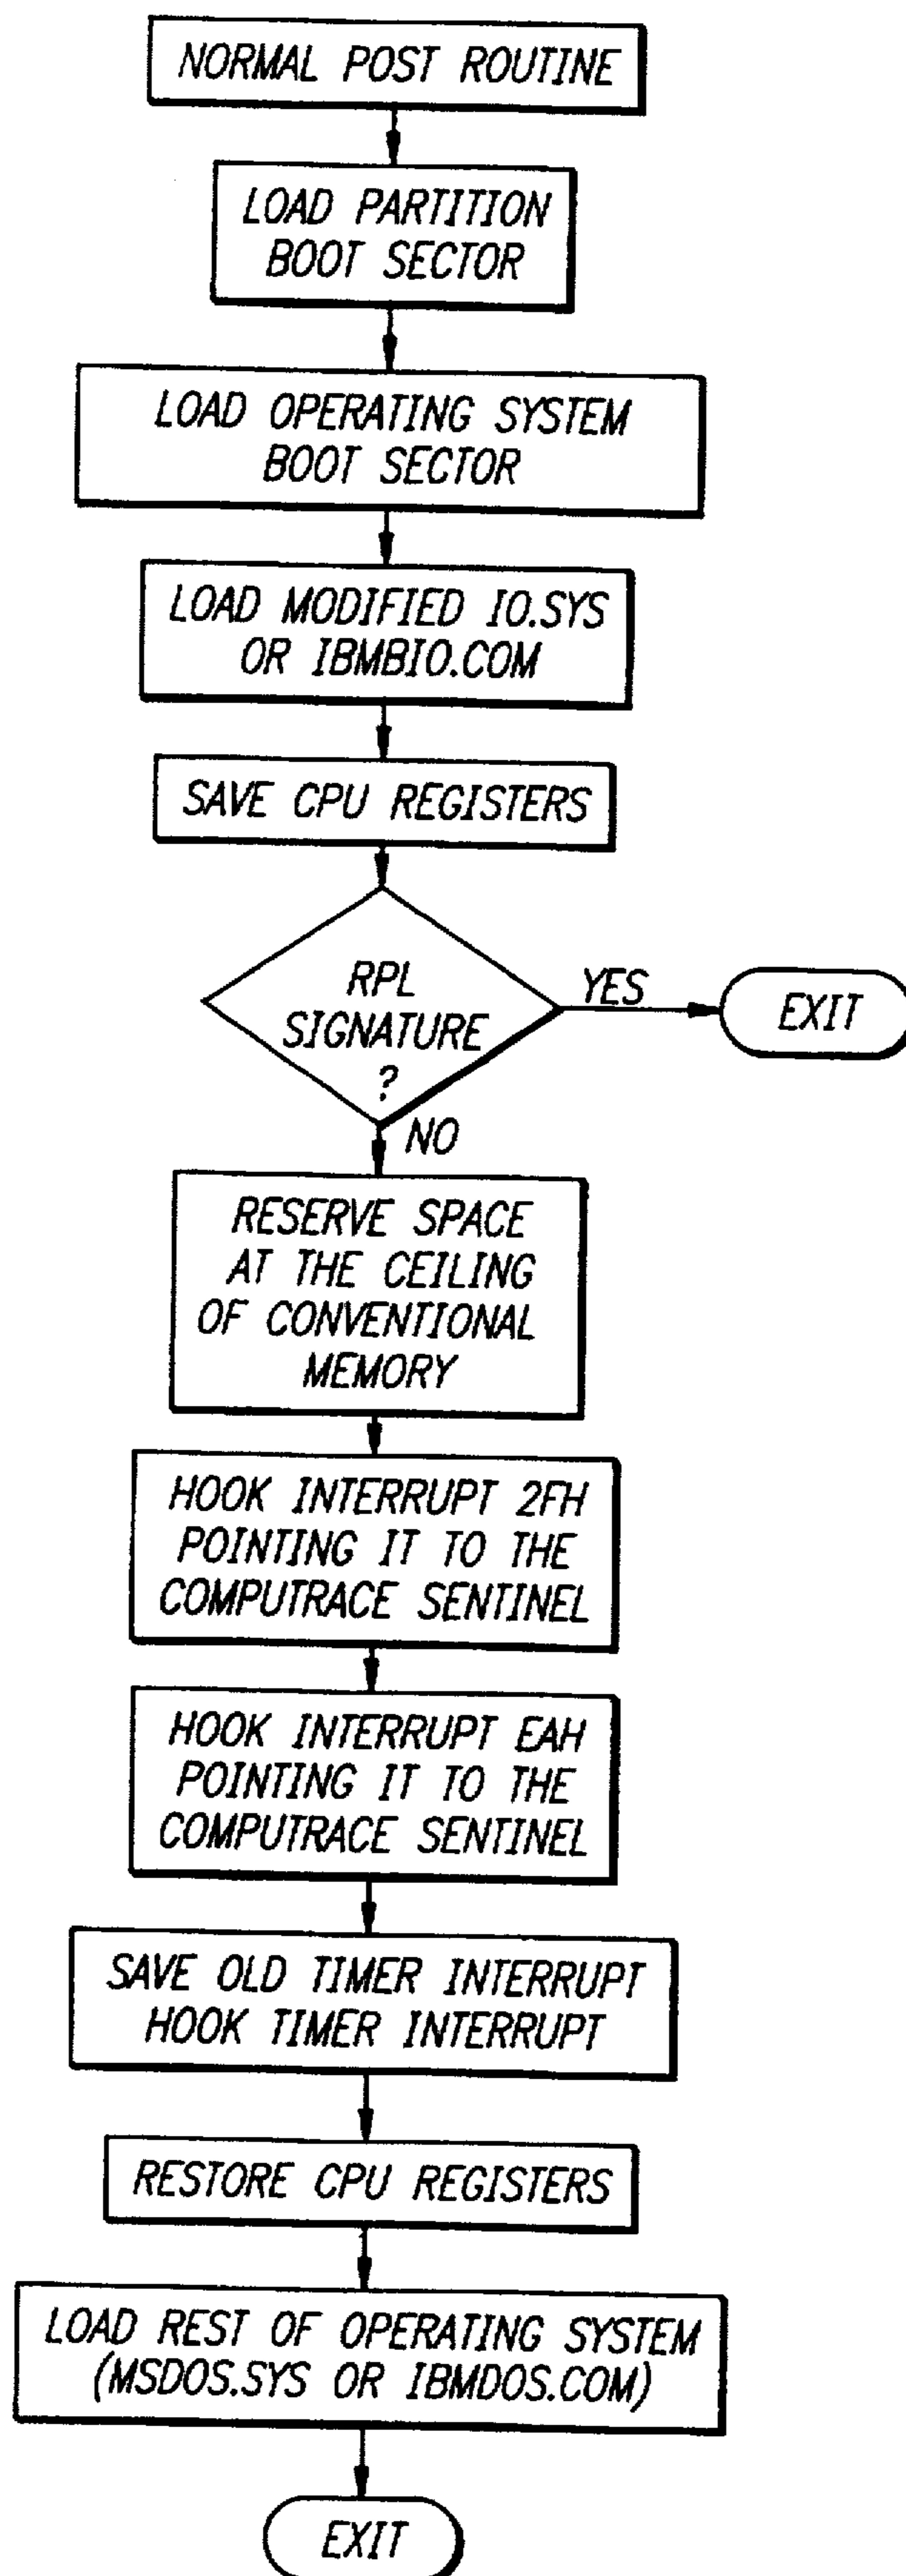 NORMAL POST ROUTINE
LOAD PARTITION
BOOT SECTOR
LOAD OPERATING SYSTEM
BOOT SECTOR
LOAD MODIFIED IO.SYS
OR IBMBIO.COM
SAVE CPU REGISTERS
RPL
SIGNATURE
?
YES
EXIT
NO
RESERVE SPACE
AT THE CEILING
OF CONVENTIONAL
MEMORY
HOOK INTERRUPT 2FH
POINTING IT TO THE
COMPUTRACE SENTINEL
HOOK INTERRUPT EAH
POINTING IT TO THE
COMPUTRACE SENTINEL
SAVE OLD TIMER INTERRUPT
HOOK TIMER INTERRUPT
RESTORE CPU REGISTERS
LOAD REST OF OPERATING SYSTEM
(MSDOS.SYS OR IBMDOS.COM)
EXIT